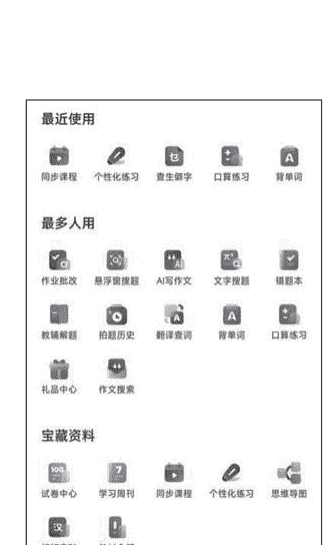 最近使用
同步课程 个性化练习 查生僻字 口算练习 背单词
最多人用
作业批改 悬浮窗搜题 AI写作文 文字搜题 错题本
教辅解题 拍题历史 翻译查词 背单词 口算练习
礼品中心 作文搜索
宝藏资料
试卷中心 学习周刊 同步课程 个性化练习 思维导图